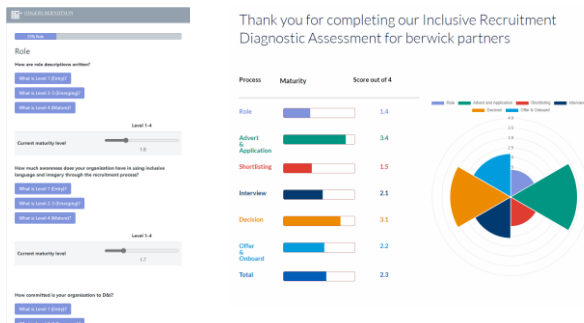 Role
How are role descriptions written?
What is Level 1 (Entry)?
What is Level 2-3 (Emerging)?
What is Level 4 (Mature)?
Level 1-4
Current maturity level
1.8
How much awareness does your organisation have in using inclusive
language and imagery through the recruitment process?
What is Level 1 (Entry)?
What is Level 2-3 (Emerging)?
What is Level 4 (Mature)?
Level 1-4
Current maturity level
1.7
How committed is your organisation to D&I?
What is Level 1 (Entry)?
Thank you for completing our Inclusive Recruitment
Diagnostic Assessment for berwick partners
Process Maturity Score out of 4
Role 1.4
Advert
&
Application
3.4
Shortlisting 1.5
Interview 2.1
Decision 3.1
Offer
&
Onboard
2.2
Total 2.3
Role Advert and Application Shortlisting Interview
Decision Offer & Onboard